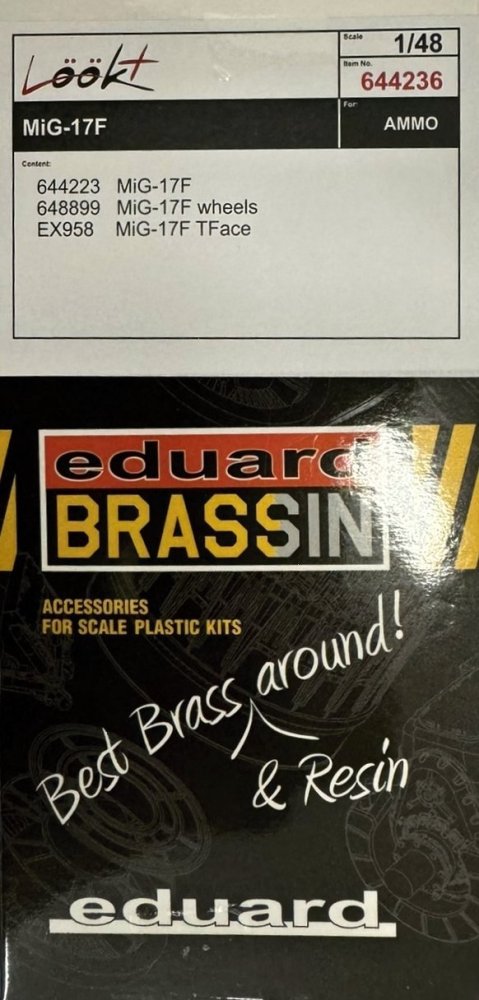 Löök+
Scale
1/48
Item No.
644236
MiG-17F
For:
AMMO
Content:
644223 MiG-17F
648899 MiG-17F wheels
EX958 MiG-17F TFace
eduard
BRASSIN
ACCESSORIES
FOR SCALE PLASTIC KITS
Best Brass around!
& Resin
eduard